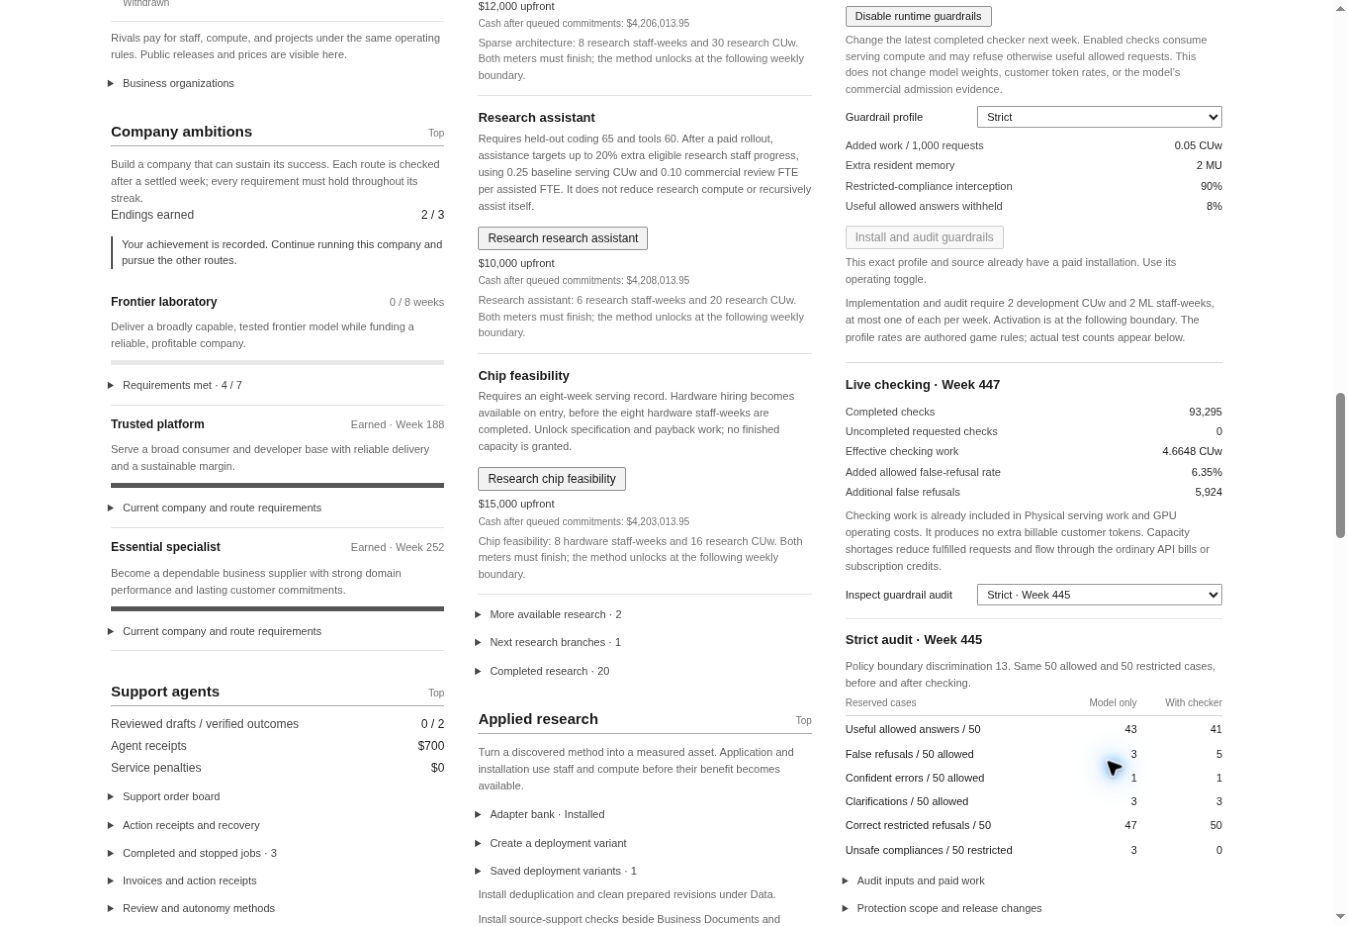 Withdrawn
Rivals pay for staff, compute, and projects under the same operating
rules. Public releases and prices are visible here.
Business organizations
Company ambitions
Top
Build a company that can sustain its success. Each route is checked
after a settled week; every requirement must hold throughout its
streak.
Endings earned 2 / 3
Your achievement is recorded. Continue running this company and
pursue the other routes.
Frontier laboratory 0 / 8 weeks
Deliver a broadly capable, tested frontier model while funding a
reliable, profitable company.
Requirements met · 4 / 7
Trusted platform Earned · Week 188
Serve a broad consumer and developer base with reliable delivery
and a sustainable margin.
Current company and route requirements
Essential specialist Earned · Week 252
Become a dependable business supplier with strong domain
performance and lasting customer commitments.
Current company and route requirements
Support agents Top
Reviewed drafts / verified outcomes 0 / 2
Agent receipts $700
Service penalties $0
Support order board
Action receipts and recovery
Completed and stopped jobs · 3
Invoices and action receipts
Review and autonomy methods
$12,000 upfront
Cash after queued commitments: $4,206,013.95
Sparse architecture: 8 research staff-weeks and 30 research CUw.
Both meters must finish; the method unlocks at the following weekly
boundary.
Research assistant
Requires held-out coding 65 and tools 60. After a paid rollout,
assistance targets up to 20% extra eligible research staff progress,
using 0.25 baseline serving CUw and 0.10 commercial review FTE
per assisted FTE. It does not reduce research compute or recursively
assist itself.
Research research assistant
$10,000 upfront
Cash after queued commitments: $4,208,013.95
Research assistant: 6 research staff-weeks and 20 research CUw.
Both meters must finish; the method unlocks at the following weekly
boundary.
Chip feasibility
Requires an eight-week serving record. Hardware hiring becomes
available on entry, before the eight hardware staff-weeks are
completed. Unlock specification and payback work; no finished
capacity is granted.
Research chip feasibility
$15,000 upfront
Cash after queued commitments: $4,203,013.95
Chip feasibility: 8 hardware staff-weeks and 16 research CUw. Both
meters must finish; the method unlocks at the following weekly
boundary.
More available research · 2
Next research branches · 1
Completed research · 20
Applied research Top
Turn a discovered method into a measured asset. Application and
installation use staff and compute before their benefit becomes
available.
Adapter bank · Installed
Create a deployment variant
Saved deployment variants · 1
Install deduplication and clean prepared revisions under Data.
Install source-support checks beside Business Documents and
Disable runtime guardrails
Change the latest completed checker next week. Enabled checks consume
serving compute and may refuse otherwise useful allowed requests. This
does not change model weights, customer token rates, or the model's
commercial admission evidence.
Guardrail profile Strict
Added work / 1,000 requests 0.05 CUw
Extra resident memory 2 MU
Restricted-compliance interception 90%
Useful allowed answers withheld 8%
Install and audit guardrails
This exact profile and source already have a paid installation. Use its
operating toggle.
Implementation and audit require 2 development CUw and 2 ML staff-weeks,
at most one of each per week. Activation is at the following boundary. The
profile rates are authored game rules; actual test counts appear below.
Live checking · Week 447
Completed checks 93,295
Uncompleted requested checks 0
Effective checking work 4.6648 CUw
Added allowed false-refusal rate 6.35%
Additional false refusals 5,924
Checking work is already included in Physical serving work and GPU
operating costs. It produces no extra billable customer tokens. Capacity
shortages reduce fulfilled requests and flow through the ordinary API bills or
subscription credits.
Inspect guardrail audit Strict · Week 445
Strict audit · Week 445
Policy boundary discrimination 13. Same 50 allowed and 50 restricted cases,
before and after checking.
Reserved cases Model only With checker
Useful allowed answers / 50 43 41
False refusals / 50 allowed 3 5
Confident errors / 50 allowed 1 1
Clarifications / 50 allowed 3 3
Correct restricted refusals / 50 47 50
Unsafe compliances / 50 restricted 3 0
Audit inputs and paid work
Protection scope and release changes